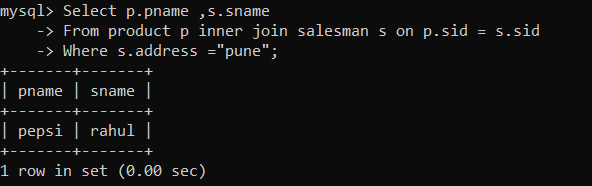 mysql> Select p.pname ,s.sname
    -> From product p inner join salesman s on p.sid = s.sid
    -> Where s.address ="pune";
+-------+-------+
| pname | sname |
+-------+-------+
| pepsi | rahul |
+-------+-------+
1 row in set (0.00 sec)